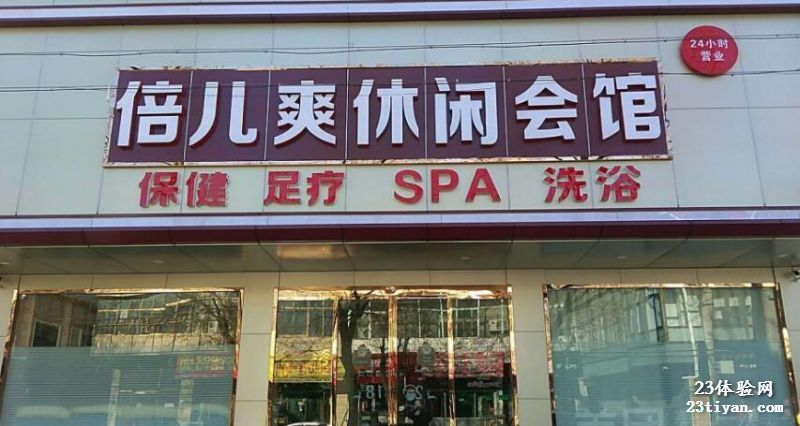 24小时
营业
倍儿爽休闲会馆
保健 足疗 SPA 洗浴
23体验网
23tiyan.com